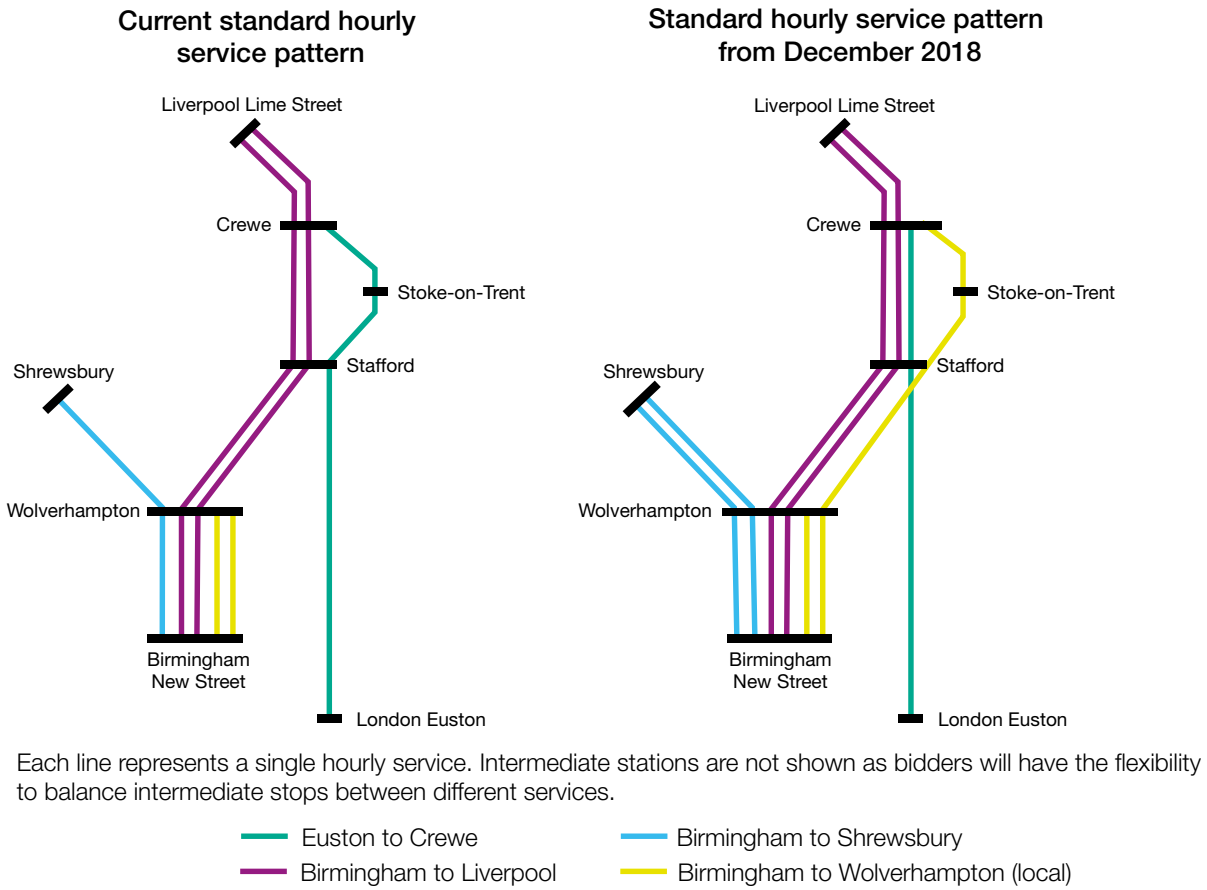 Current standard hourly
service pattern
Liverpool Lime Street
Crewe
Stoke-on-Trent
Stafford
Shrewsbury
Wolverhampton
Birmingham
New Street
London Euston
Standard hourly service pattern
from December 2018
Liverpool Lime Street
Crewe
Stoke-on-Trent
Stafford
Shrewsbury
Wolverhampton
Birmingham
New Street
London Euston
Each line represents a single hourly service. Intermediate stations are not shown as bidders will have the flexibility
to balance intermediate stops between different services.
Euston to Crewe
Birmingham to Liverpool
Birmingham to Shrewsbury
Birmingham to Wolverhampton (local)